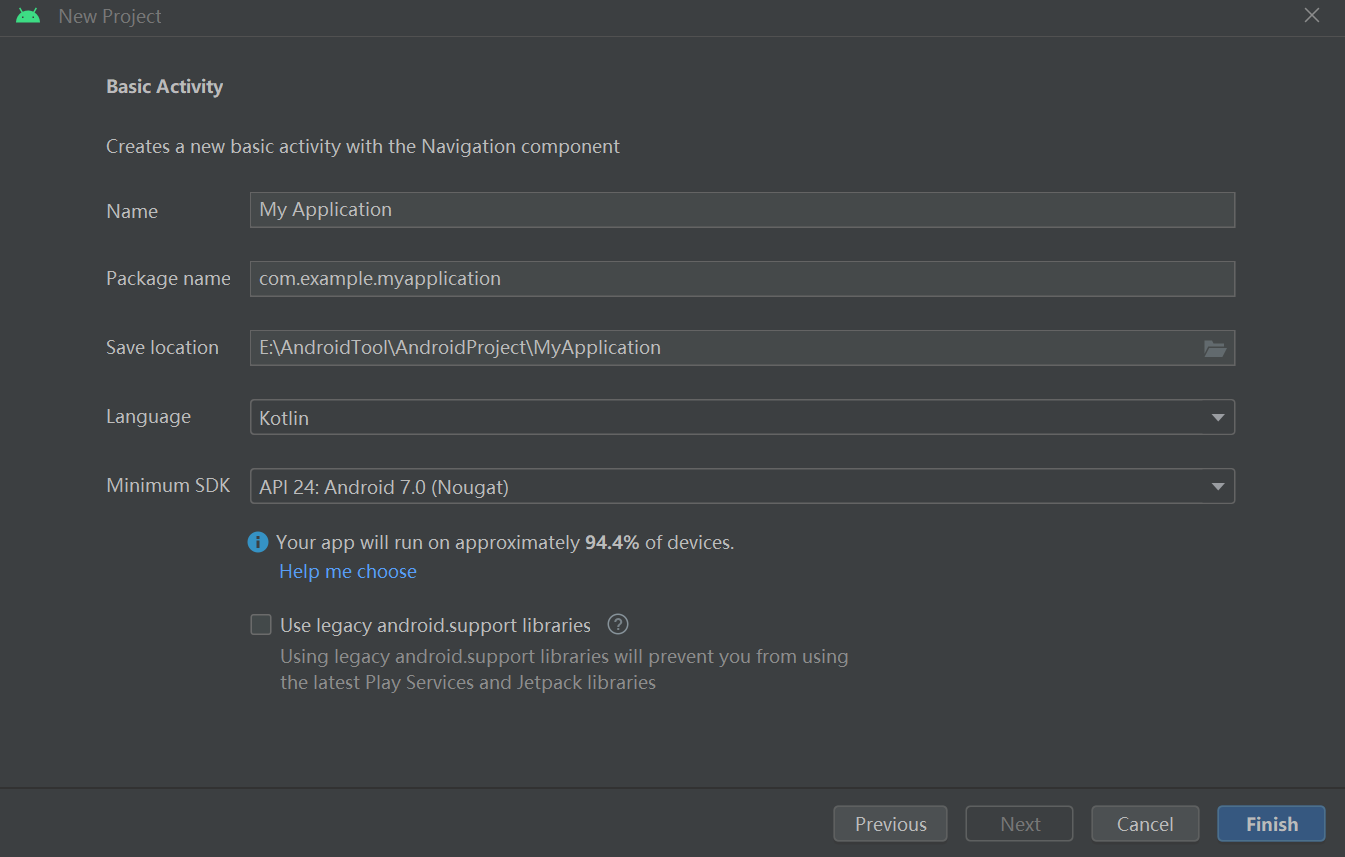 New Project
Basic Activity
Creates a new basic activity with the Navigation component
Name
My Application
Package name
com.example.myapplication
Save location
E:\AndroidTool\AndroidProject\MyApplication
Language
Kotlin
Minimum SDK
API 24: Android 7.0 (Nougat)
Your app will run on approximately 94.4% of devices.
Help me choose
Use legacy android.support libraries
Using legacy android.support libraries will prevent you from using
the latest Play Services and Jetpack libraries
Previous
Next
Cancel
Finish